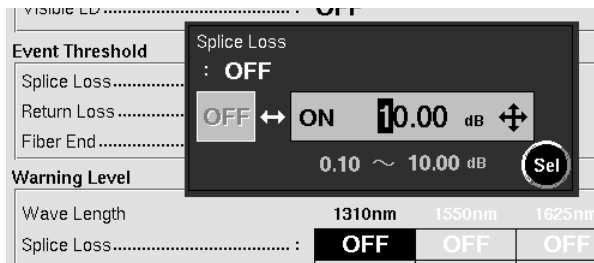 Visible LD ........................................ : OFF
Event Threshold
Splice Loss
: OFF
Splice Loss
Return Loss
Fiber End
OFF ↔ ON 10.00 dB
0.10 ～ 10.00 dB Sel
Warning Level
Wave Length 1310nm 1550nm 1625nm
Splice Loss ........................................ : OFF OFF OFF